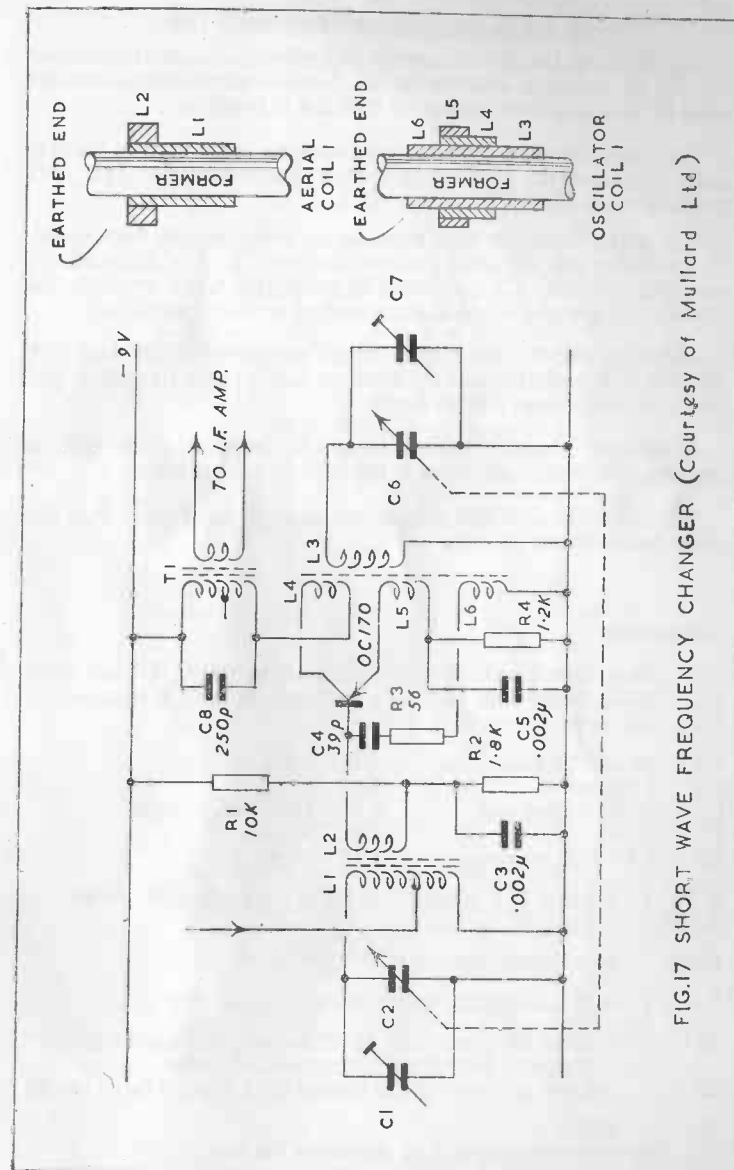 EARTHED END
L2
L1
FORMER
AERIAL
COIL 1
EARTHED END
L6
L5
L4
L3
FORMER
OSCILLATOR
COIL 1
-9V
TO I.F. AMP.
T1
C8
250p
R1
10K
L4
L3
OC170
C4
39p
R3
56
L5
L6
C6
C7
L1
L2
C1
C2
C3
.002μ
R2
1.8K
C5
.002μ
R4
1.2K
FIG.17 SHORT WAVE FREQUENCY CHANGER (Courtesy of Mullard Ltd)